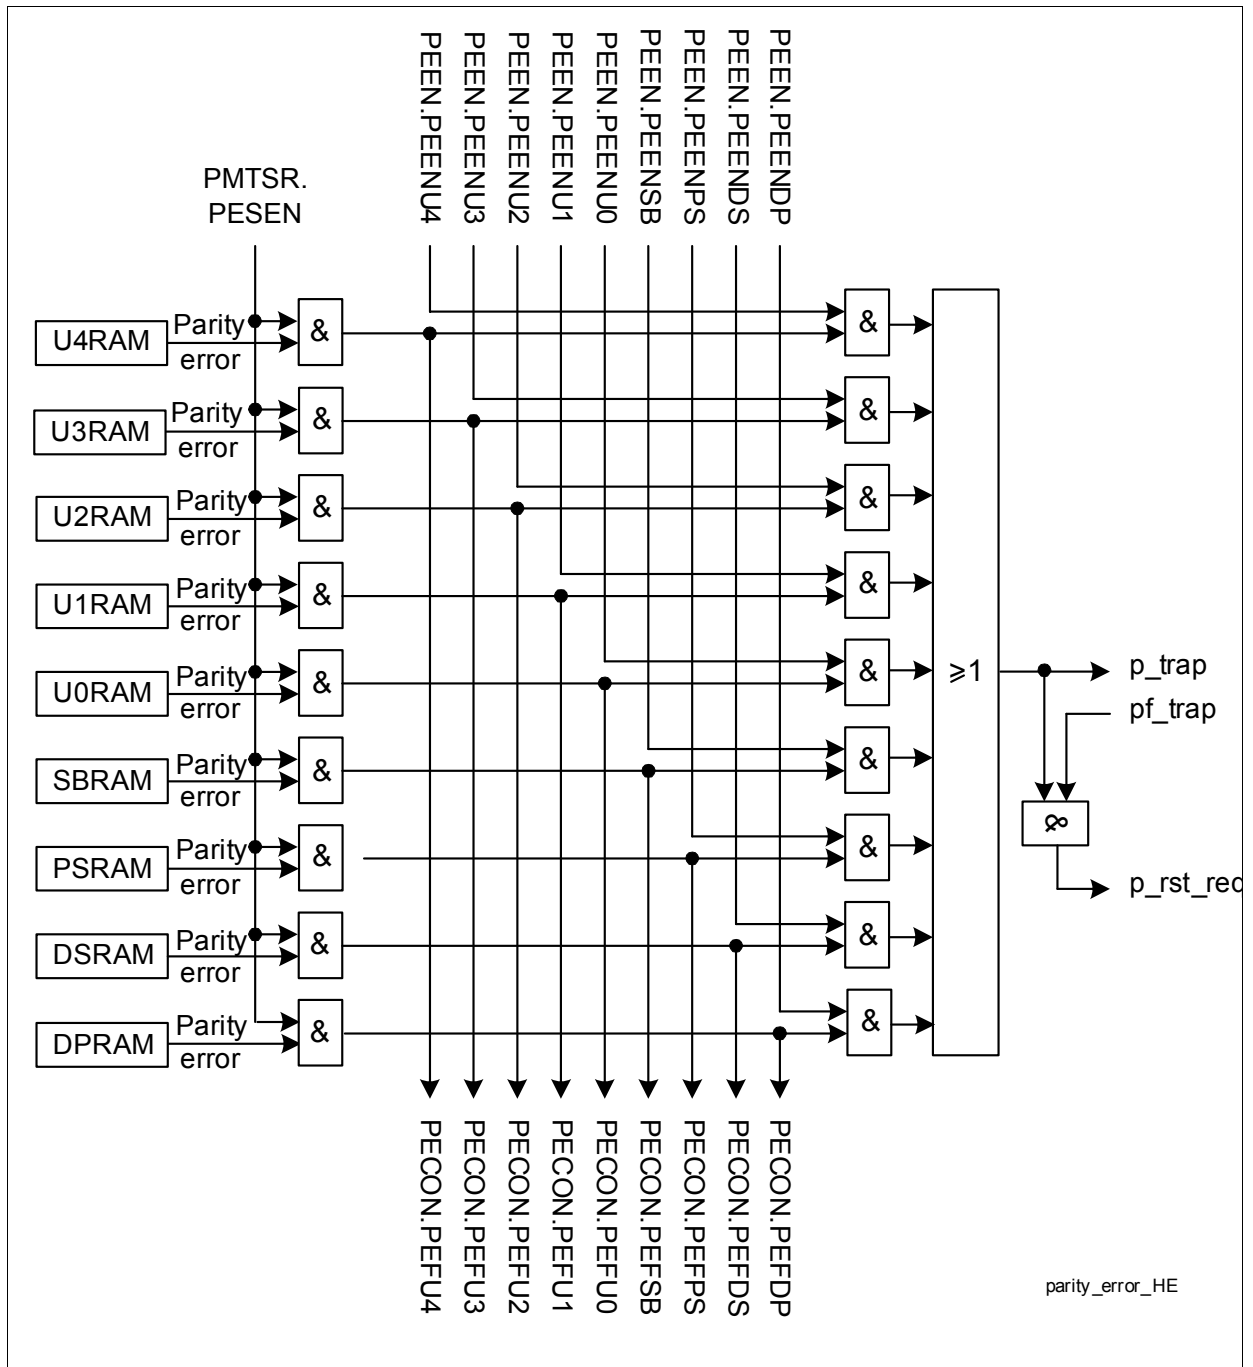 PEEN.PEENU4
PEEN.PEENU3
PEEN.PEENU2
PEEN.PEENU1
PEEN.PEENU0
PEEN.PEENSB
PEEN.PEENPS
PEEN.PEENDS
PEEN.PEENDP
PMTSR.
PESEN
U4RAM
Parity
error
&
&
U3RAM
Parity
error
&
&
U2RAM
Parity
error
&
&
U1RAM
Parity
error
&
&
U0RAM
Parity
error
&
&
SBRAM
Parity
error
&
&
PSRAM
Parity
error
&
&
DSRAM
Parity
error
&
&
DPRAM
Parity
error
&
&
⩾1
p_trap
pf_trap
&
p_rst_req
PECON.PEFU4
PECON.PEFU3
PECON.PEFU2
PECON.PEFU1
PECON.PEFU0
PECON.PEFSB
PECON.PEFPS
PECON.PEFDS
PECON.PEFDP
parity_error_HE